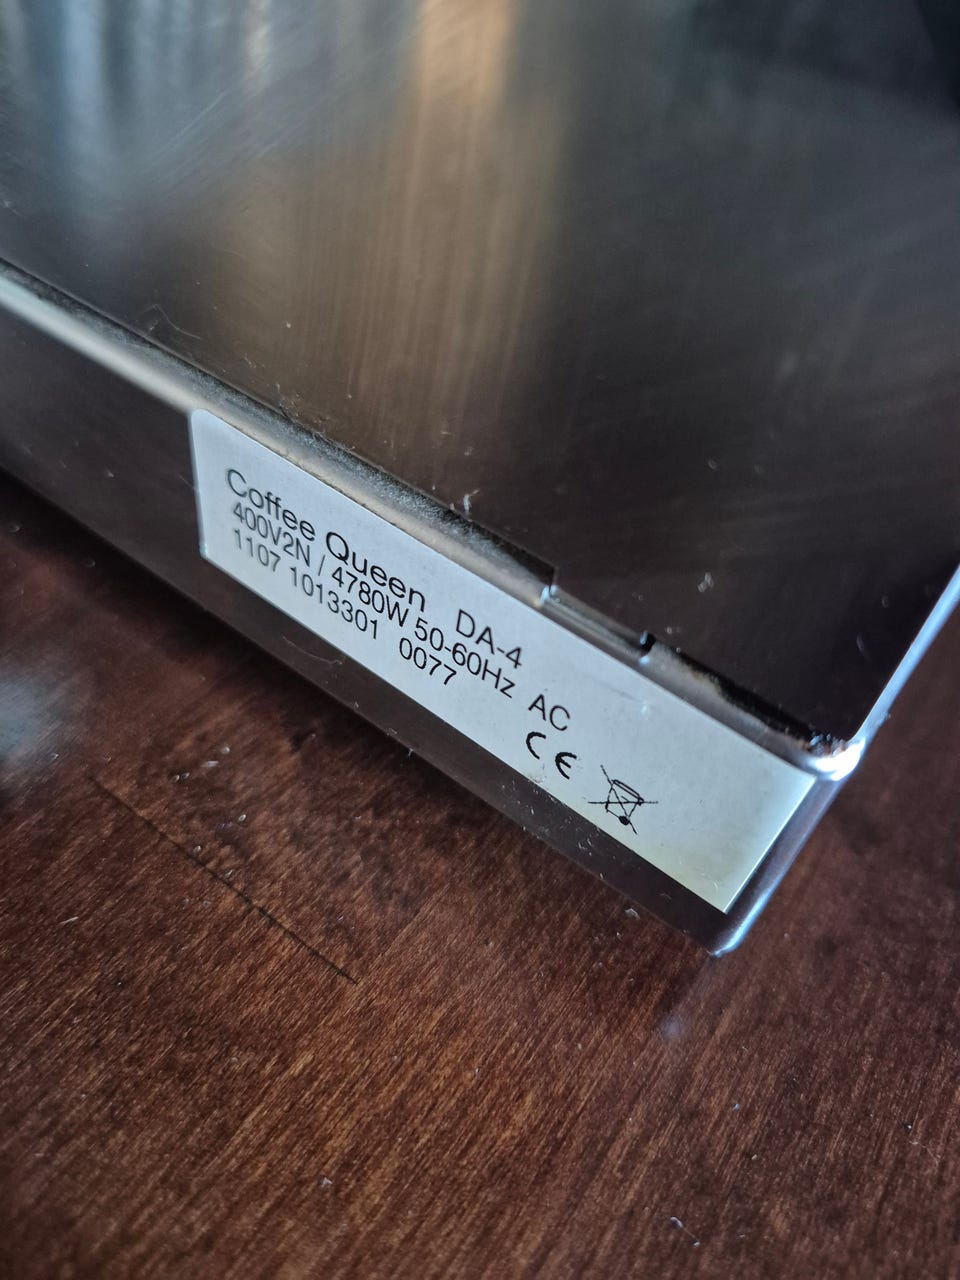 Coffee Queen DA-4
400V2N / 4780W 50-60Hz AC
1107 1013301 0077
CE